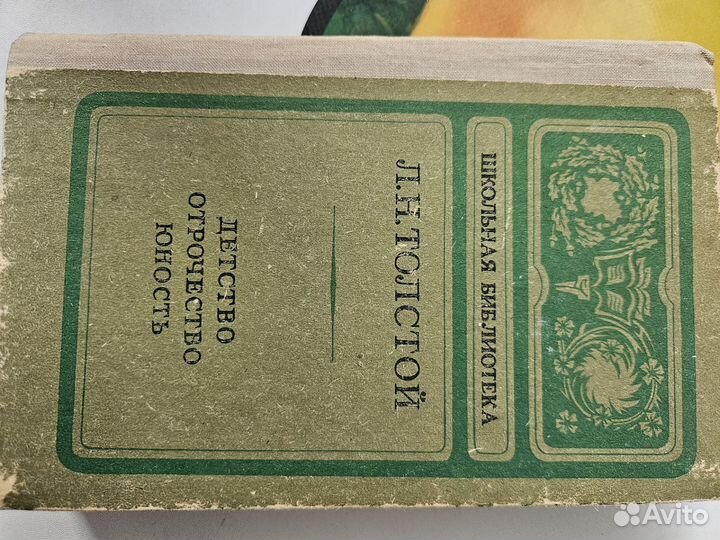 ШКОЛЬНАЯ БИБЛИОТЕКА
Л.Н.ТОЛСТОЙ
ДЕТСТВО
ОТРОЧЕСТВО
ЮНОСТЬ
Avito